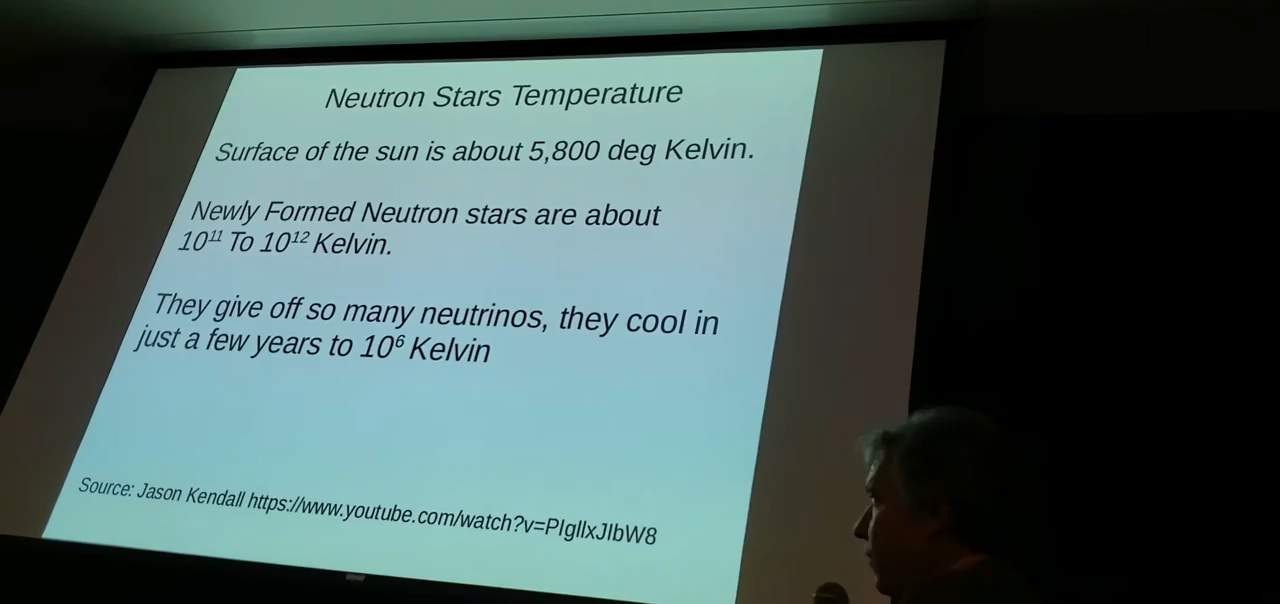 Neutron Stars Temperature
Surface of the sun is about 5,800 deg Kelvin.
Newly Formed Neutron stars are about
10¹¹ To 10¹² Kelvin.
They give off so many neutrinos, they cool in
just a few years to 10⁶ Kelvin
Source: Jason Kendall https://www.youtube.com/watch?v=PIgllxJIbW8